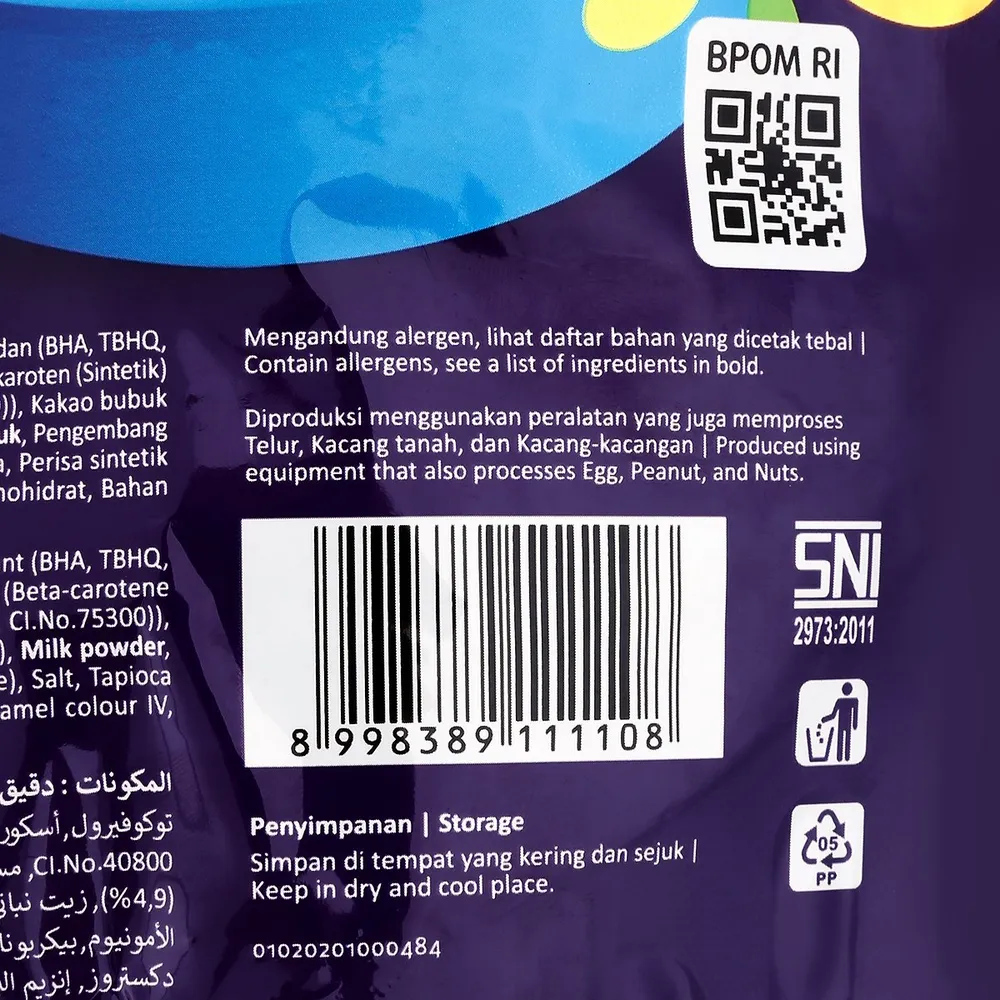 BPOM RI
dan (BHA, TBHQ,
karoten (Sintetik)
)), Kakao bubuk
uk, Pengembang
a, Perisa sintetik
nohidrat, Bahan
nt (BHA, TBHQ,
(Beta-carotene
CI.No.75300)),
), Milk powder,
e), Salt, Tapioca
amel colour IV,
المكونات : دقيق
توكوفيرول, أسكور
CI.No.40800,
(%4,9), زيت نباتي
الأمونيوم, بيكربونا
دكستروز, إنزيم
Mengandung alergen, lihat daftar bahan yang dicetak tebal |
Contain allergens, see a list of ingredients in bold.
Diproduksi menggunakan peralatan yang juga memproses
Telur, Kacang tanah, dan Kacang-kacangan | Produced using
equipment that also processes Egg, Peanut, and Nuts.
8 998389 111108
Penyimpanan | Storage
Simpan di tempat yang kering dan sejuk |
Keep in dry and cool place.
01020201000484
SNI
2973:2011
05
PP